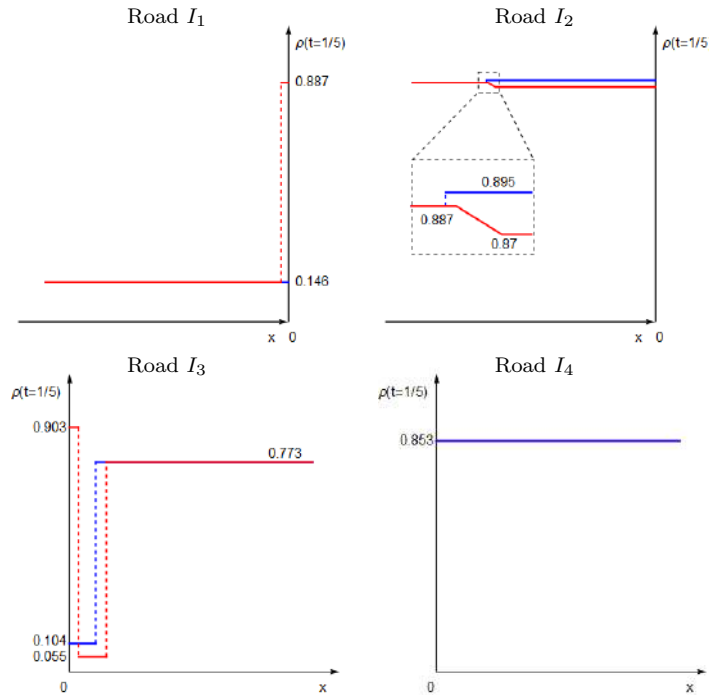 Road I₁
ρ(t=1/5)
0.887
0.146
x 0
Road I₂
ρ(t=1/5
0.895
0.887
0.87
x 0
Road I₃
ρ(t=1/5)
0.903
0.773
0.104
0.055
0 x
Road I₄
ρ(t=1/5)
0.853
0 x